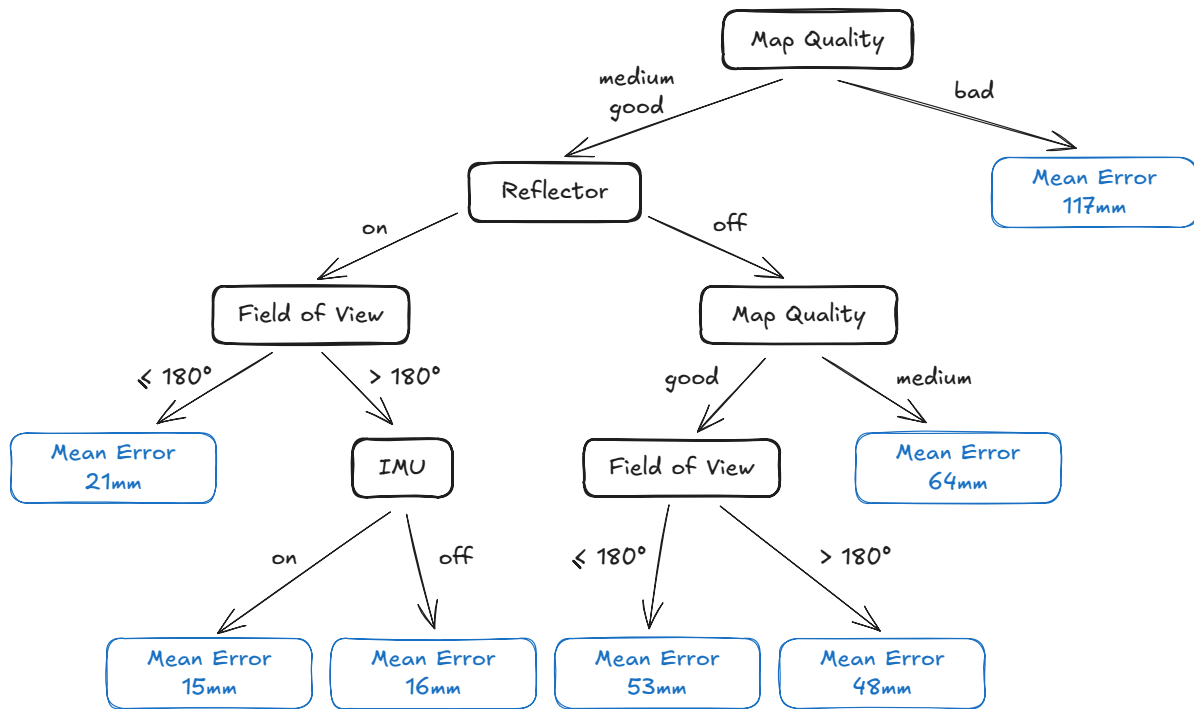 Map Quality
medium
good
bad
Reflector
Mean Error
117mm
on
off
Field of View
Map Quality
≤ 180°
> 180°
good
medium
Mean Error
21mm
IMU
Field of View
Mean Error
64mm
on
off
≤ 180°
> 180°
Mean Error
15mm
Mean Error
16mm
Mean Error
53mm
Mean Error
48mm